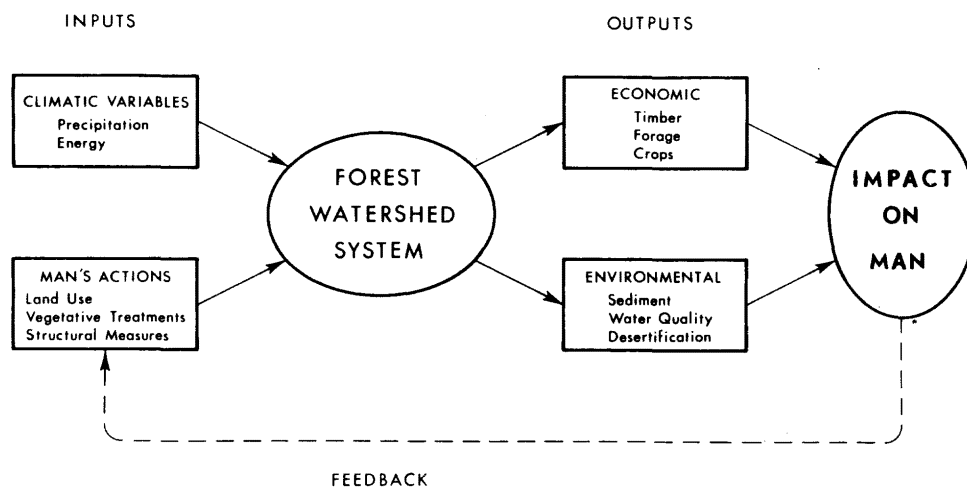 INPUTS
OUTPUTS
CLIMATIC VARIABLES
Precipitation
Energy
MAN'S ACTIONS
Land Use
Vegetative Treatments
Structural Measures
FOREST
WATERSHED
SYSTEM
ECONOMIC
Timber
Forage
Crops
ENVIRONMENTAL
Sediment
Water Quality
Desertification
IMPACT
ON
MAN
FEEDBACK